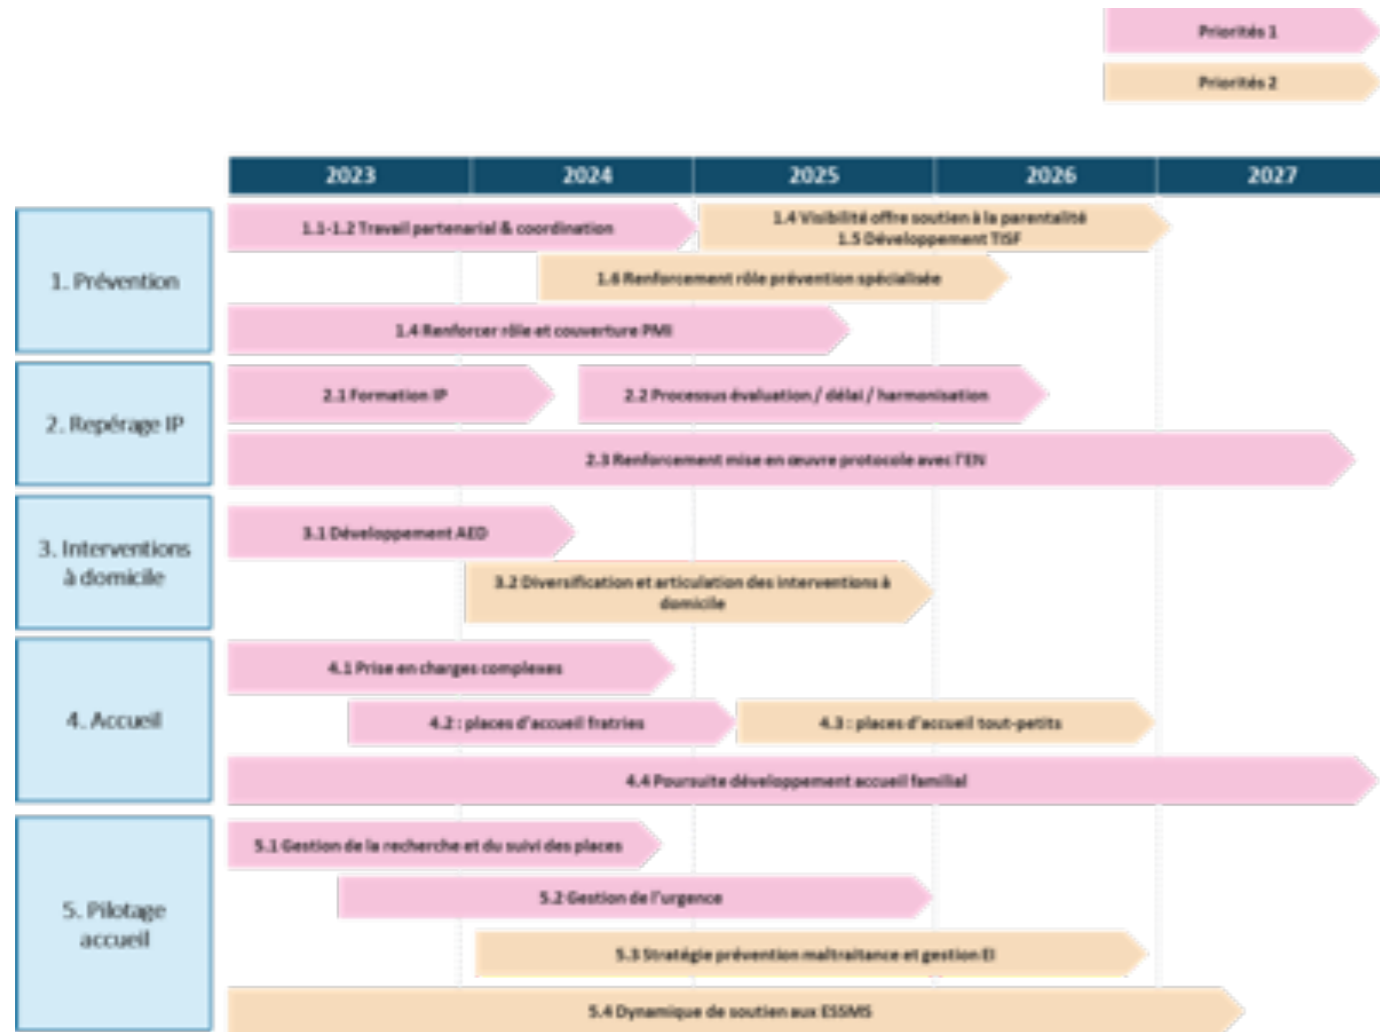 Priorités 1
Priorités 2
2023 2024 2025 2026 2027
1. Prévention
1.1-1.2 Travail partenarial & coordination
1.4 Visibilité offre soutien à la parentalité
1.5 Développement TISF
1.6 Renforcement rôle prévention spécialisée
1.4 Renforcer rôle et couverture PMI
2. Repérage IP
2.1 Formation IP
2.2 Processus évaluation / délai / harmonisation
2.3 Renforcement mise en œuvre protocole avec l'EN
3. Interventions
à domicile
3.1 Développement AED
3.2 Diversification et articulation des interventions à
domicile
4. Accueil
4.1 Prise en charges complexes
4.2 : places d'accueil fratries
4.3 : places d'accueil tout-petits
4.4 Poursuite développement accueil familial
5. Pilotage
accueil
5.1 Gestion de la recherche et du suivi des places
5.2 Gestion de l'urgence
5.3 Stratégie prévention maltraitance et gestion EI
5.4 Dynamique de soutien aux ESSMS